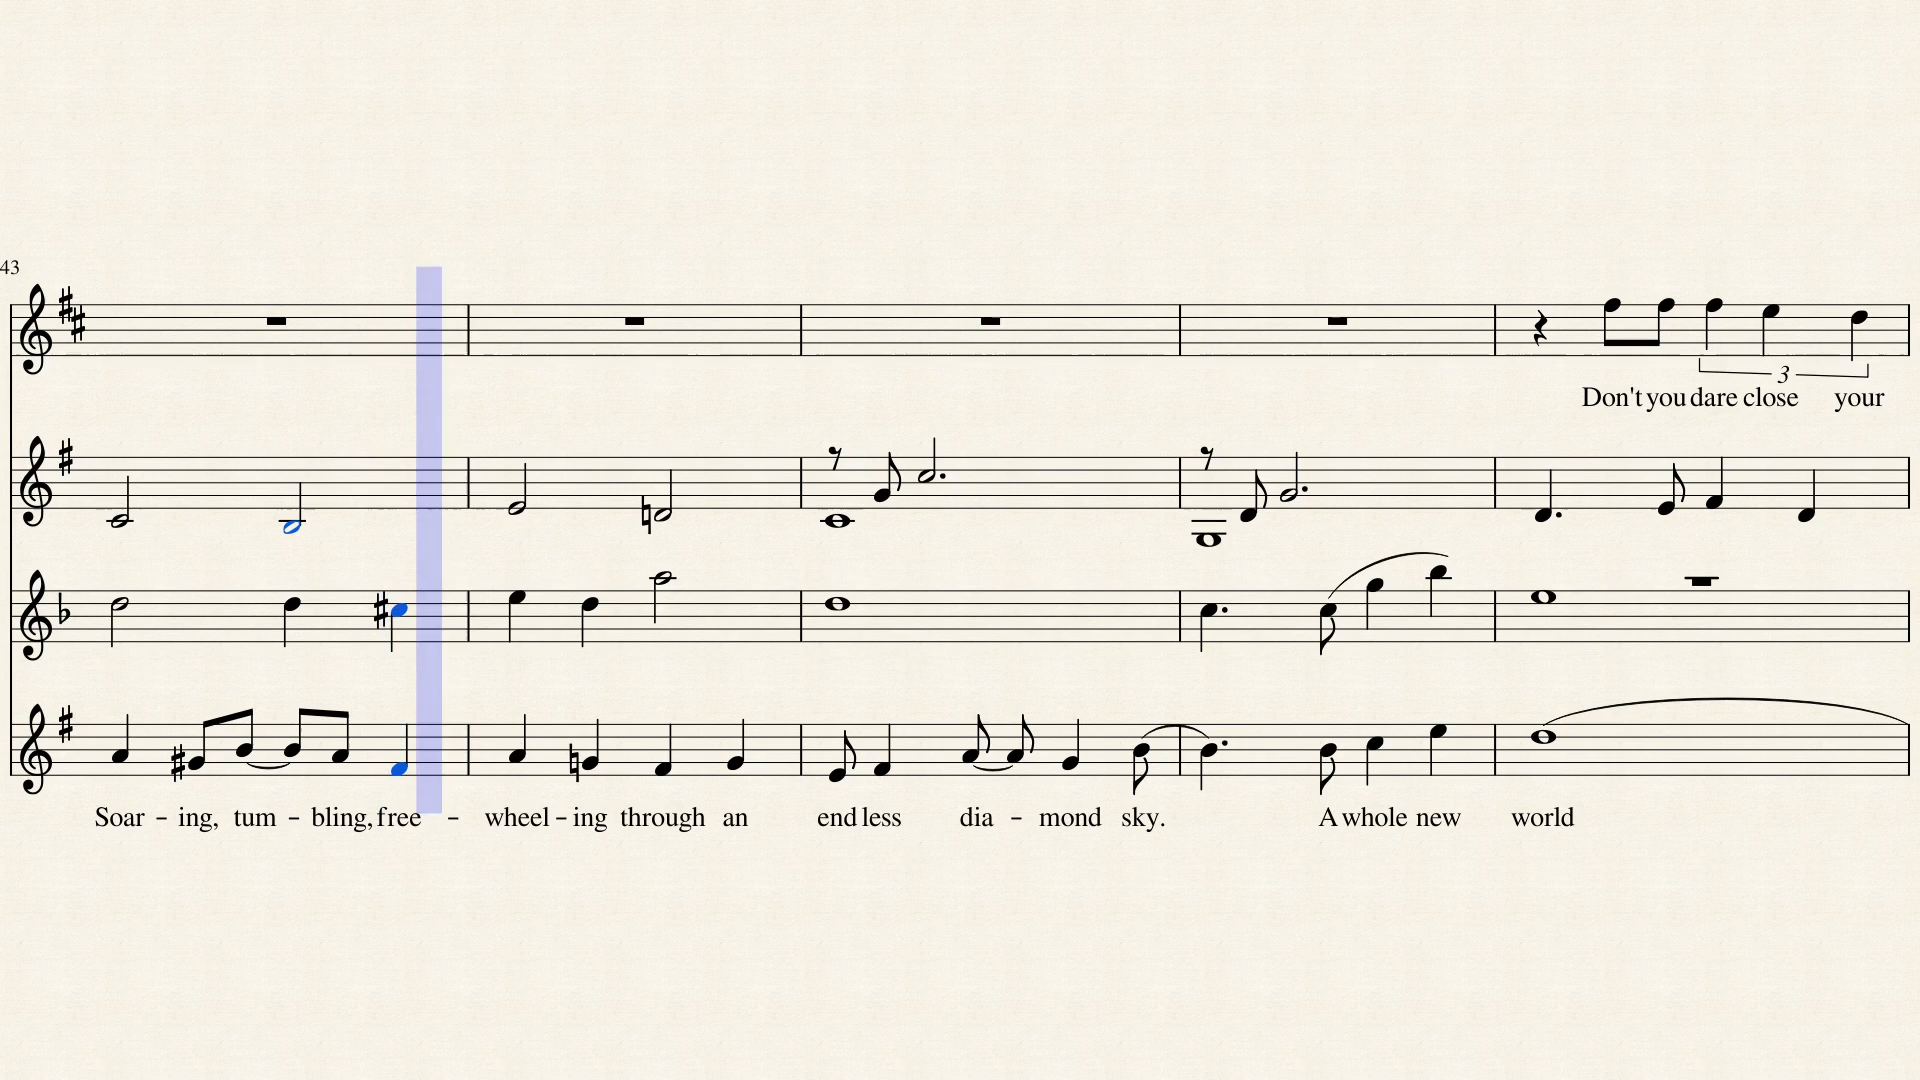 43
3
Don't you dare close your
Soar - ing, tum - bling, free - wheel - ing through an end less dia - mond sky. A whole new world